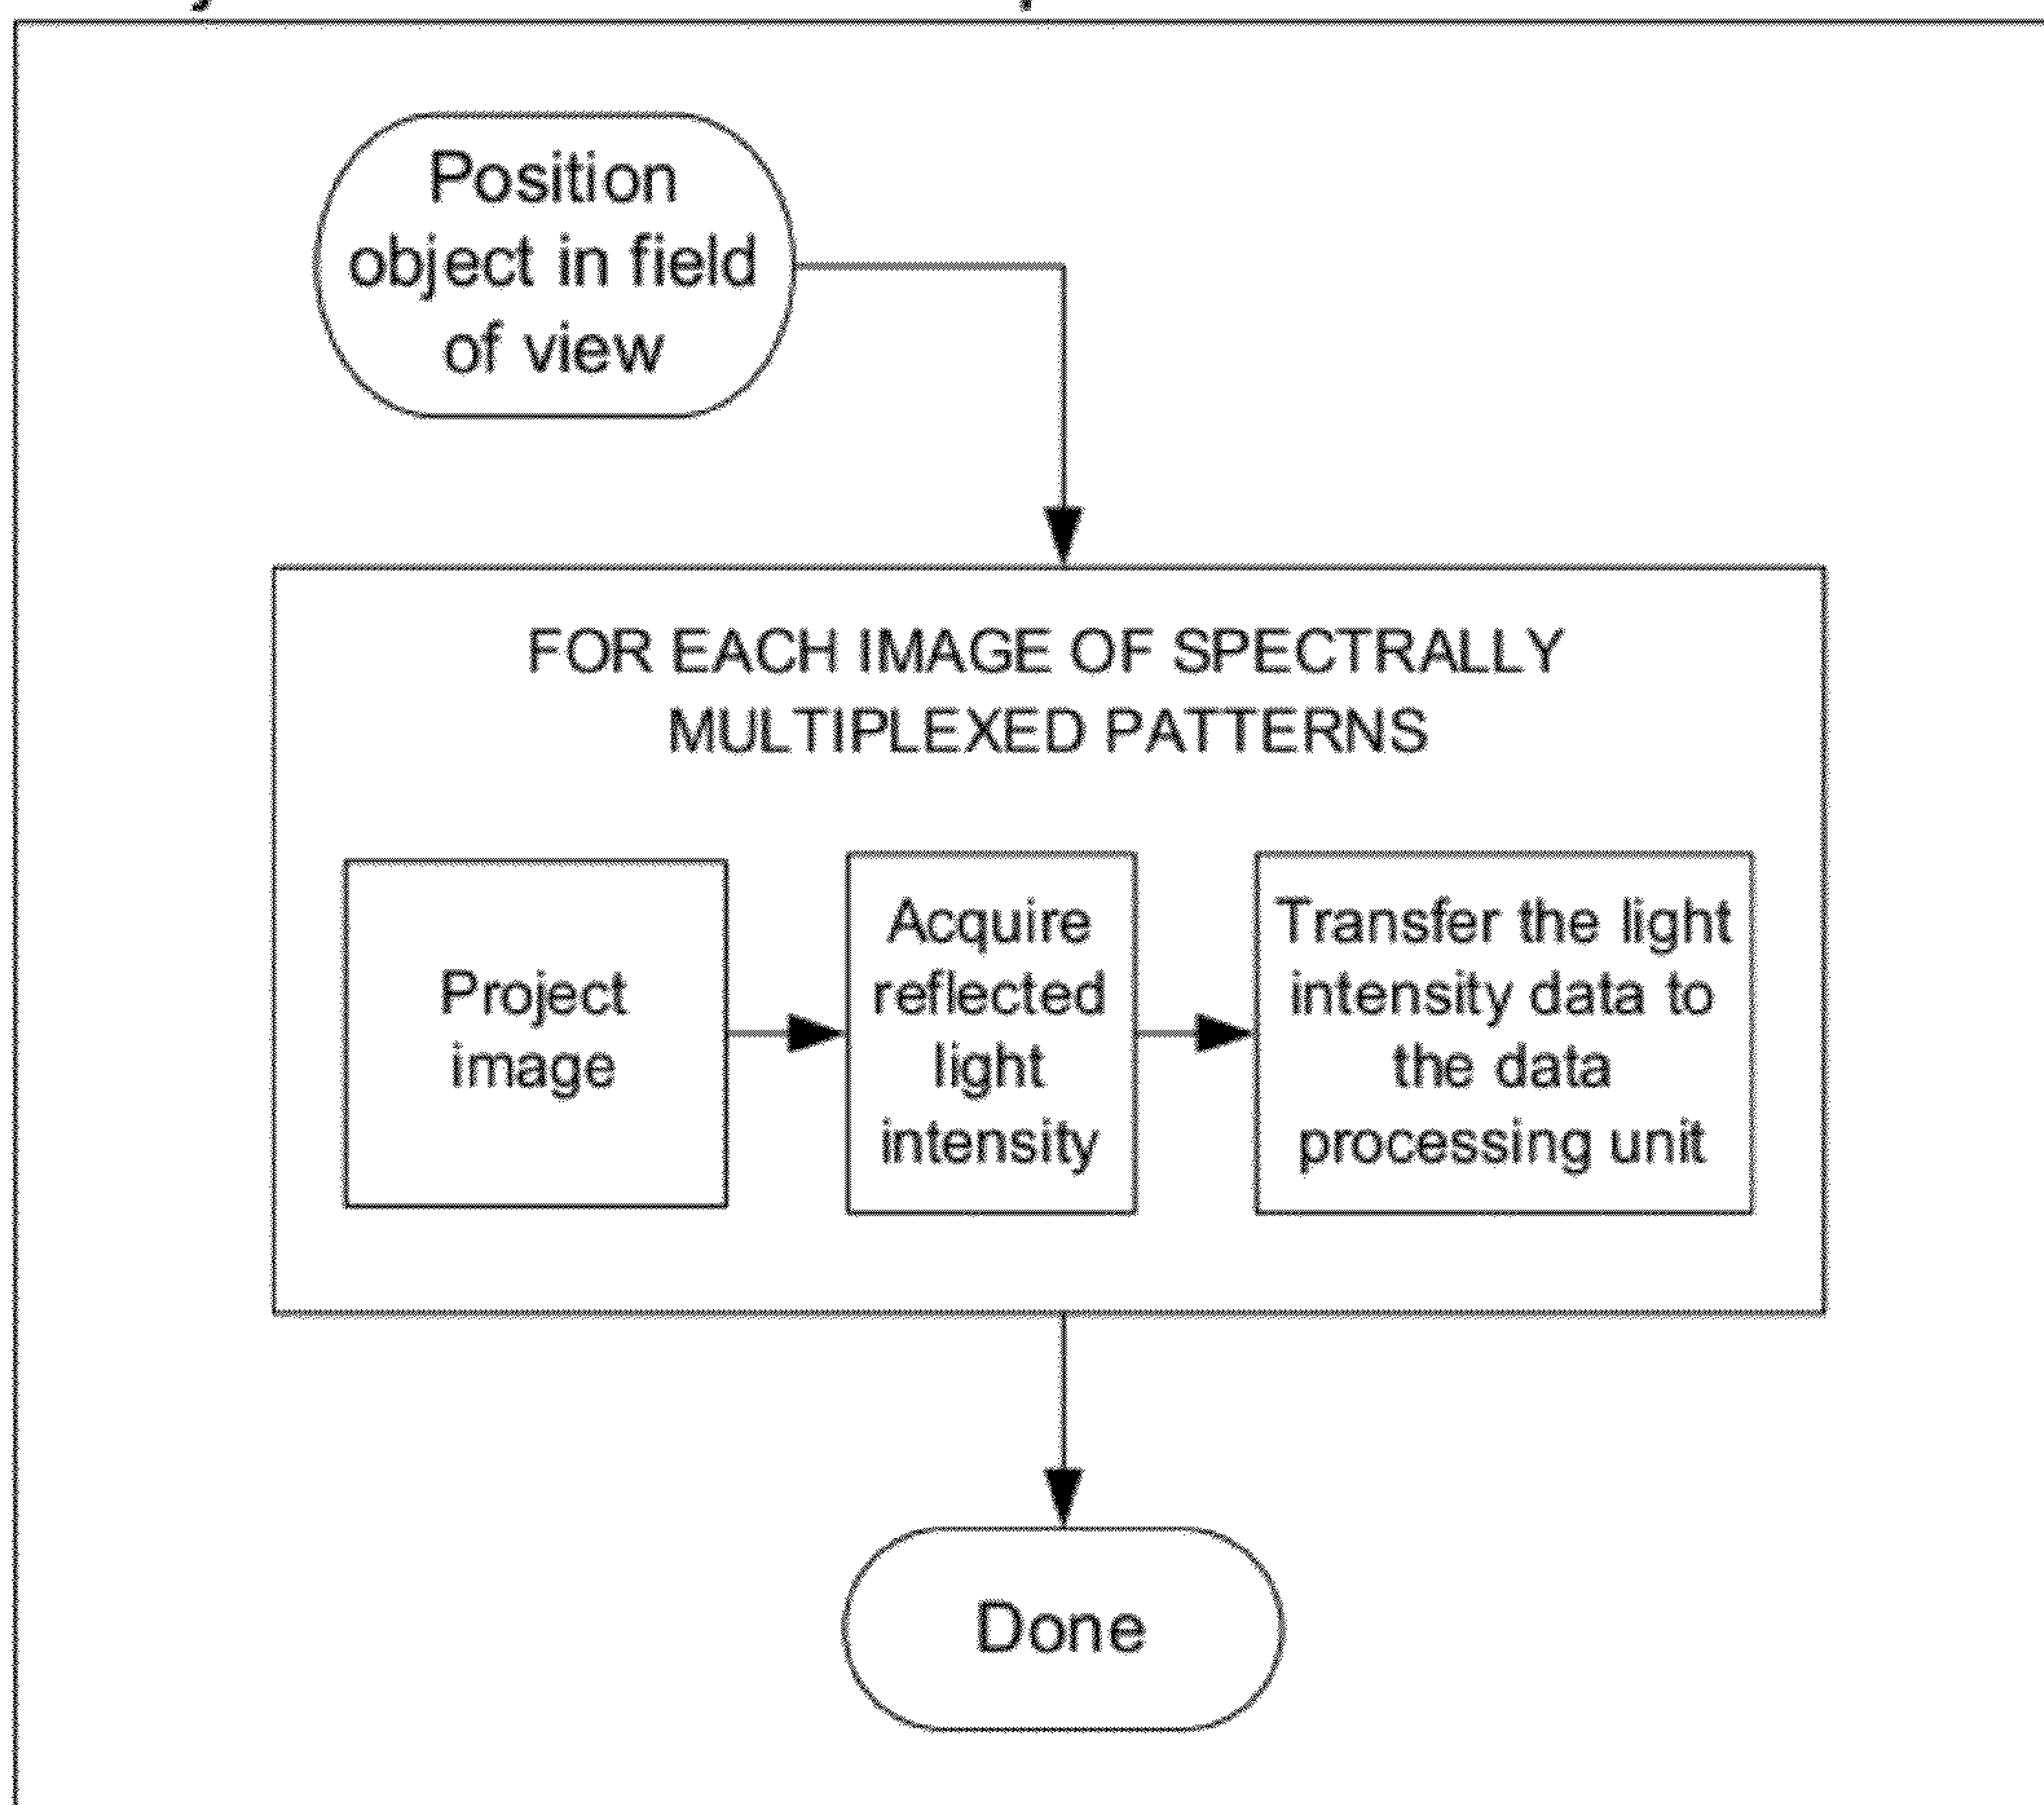 Position
object in field
of view
FOR EACH IMAGE OF SPECTRALLY
MULTIPLEXED PATTERNS
Project
image
Acquire
reflected
light
intensity
Transfer the light
intensity data to
the data
processing unit
Done